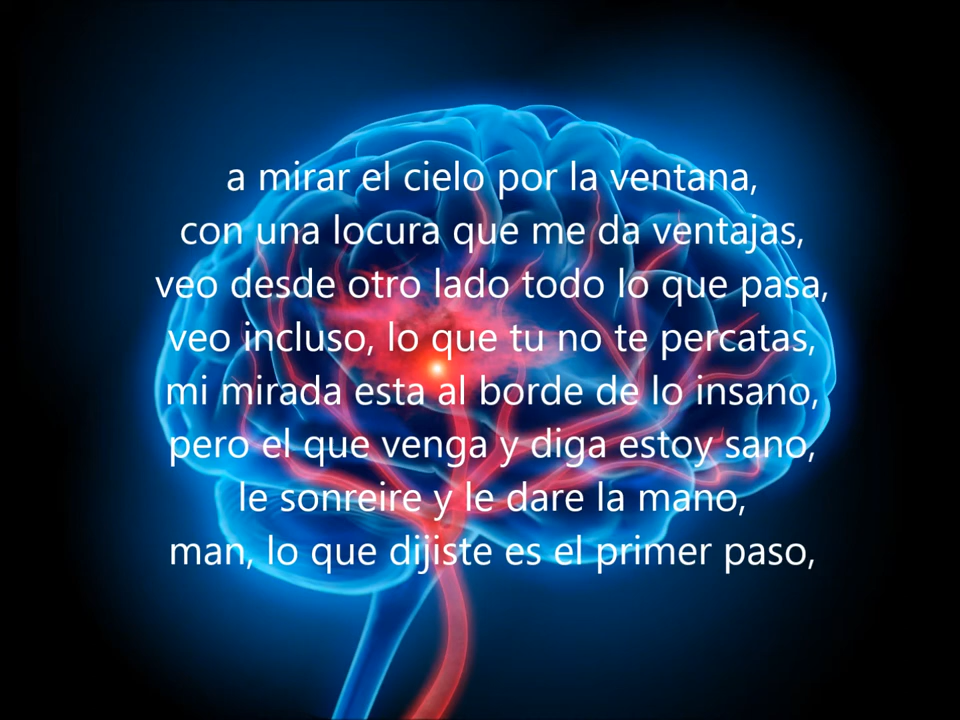 a mirar el cielo por la ventana,
con una locura que me da ventajas,
veo desde otro lado todo lo que pasa,
veo incluso, lo que tu no te percatas,
mi mirada esta al borde de lo insano,
pero el que venga y diga estoy sano,
le sonreire y le dare la mano,
man, lo que dijiste es el primer paso,